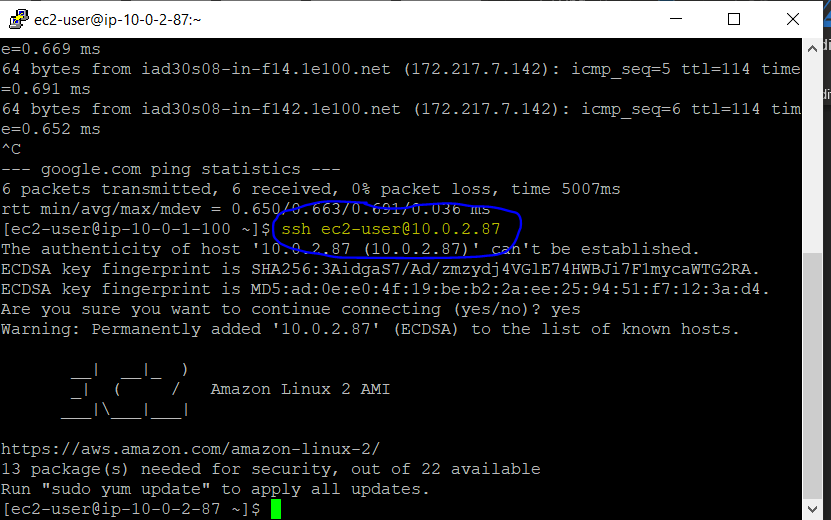 ec2-user@ip-10-0-2-87:~
e=0.669 ms
64 bytes from iad30s08-in-f14.1e100.net (172.217.7.142): icmp_seq=5 ttl=114 time
=0.691 ms
64 bytes from iad30s08-in-f142.1e100.net (172.217.7.142): icmp_seq=6 ttl=114 tim
e=0.652 ms
^C
--- google.com ping statistics ---
6 packets transmitted, 6 received, 0% packet loss, time 5007ms
rtt min/avg/max/mdev = 0.650/0.663/0.691/0.036 ms
[ec2-user@ip-10-0-1-100 ~]$ ssh ec2-user@10.0.2.87
The authenticity of host '10.0.2.87 (10.0.2.87)' can't be established.
ECDSA key fingerprint is SHA256:3AidgaS7/Ad/zmzydj4VGlE74HWBJi7F1mycaWTG2RA.
ECDSA key fingerprint is MD5:ad:0e:e0:4f:19:be:b2:2a:ee:25:94:51:f7:12:3a:d4.
Are you sure you want to continue connecting (yes/no)? yes
Warning: Permanently added '10.0.2.87' (ECDSA) to the list of known hosts.
       __|  __|_  )
       _|  (     /   Amazon Linux 2 AMI
      ___|\___|___|
https://aws.amazon.com/amazon-linux-2/
13 package(s) needed for security, out of 22 available
Run "sudo yum update" to apply all updates.
[ec2-user@ip-10-0-2-87 ~]$